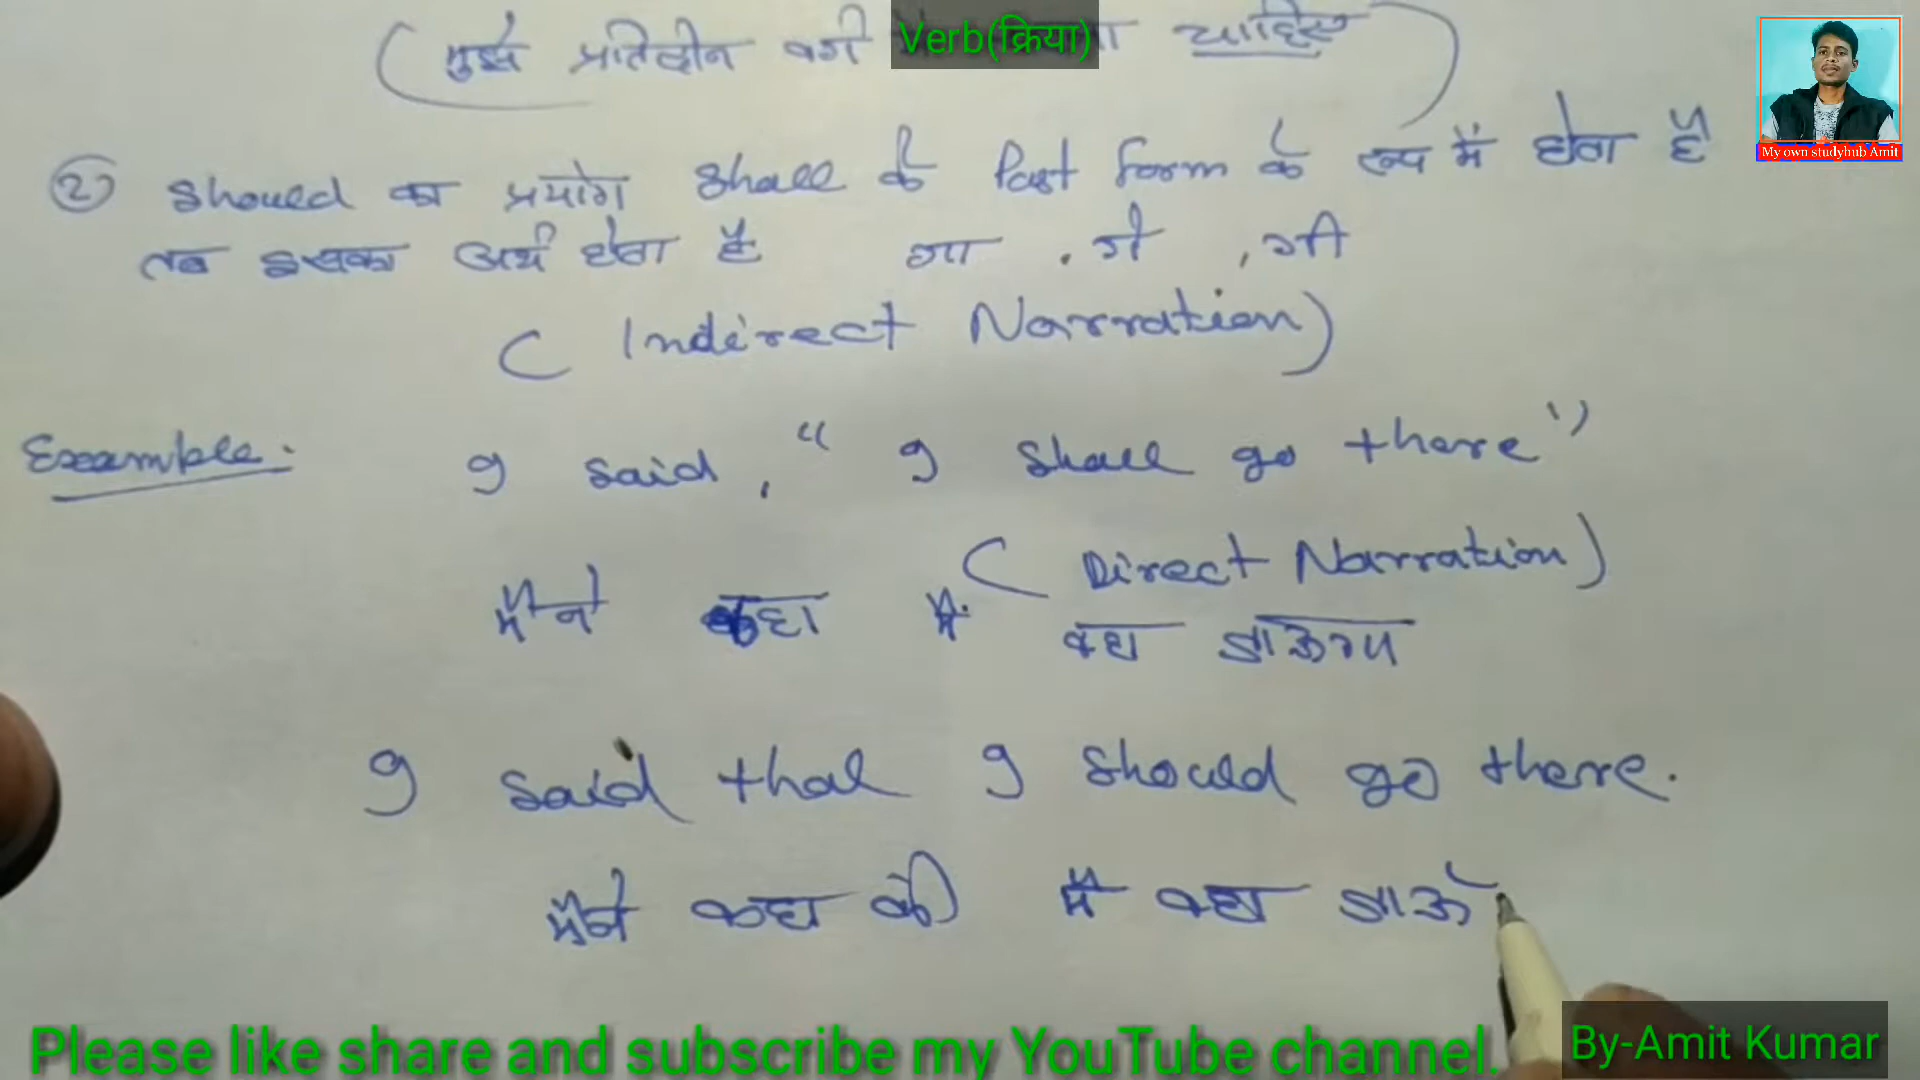 Verb(क्रिया)
(मुझे प्रतिदीन वर्ग चाहिए)
My own studyhub Amit
② Should का प्रयोग Shall के Past form के रूप में होता है
तब इसका अर्थ होता है गा , गे , गी
( Indirect Narration)
Example. I said, “ I shall go there”
( Direct Narration)
मैंने कहा मैं वहा जाऊंगा
I said that I should go there.
मैंने कहा की मैं वहा जाऊँ
Please like share and subscribe my YouTube channel.
By-Amit Kumar